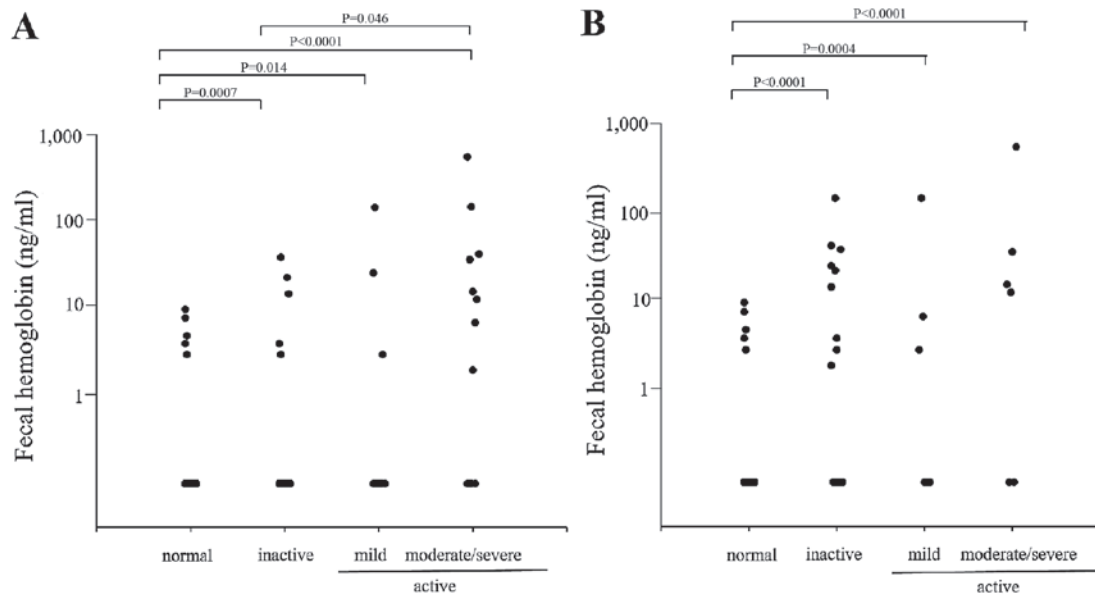 A
P=0.046
P<0.0001
P=0.014
P=0.0007
Fecal hemoglobin (ng/ml)
1,000
100
10
1
normal inactive mild moderate/severe
active
B
P<0.0001
P=0.0004
P<0.0001
Fecal hemoglobin (ng/ml)
1,000
100
10
1
normal inactive mild moderate/severe
active